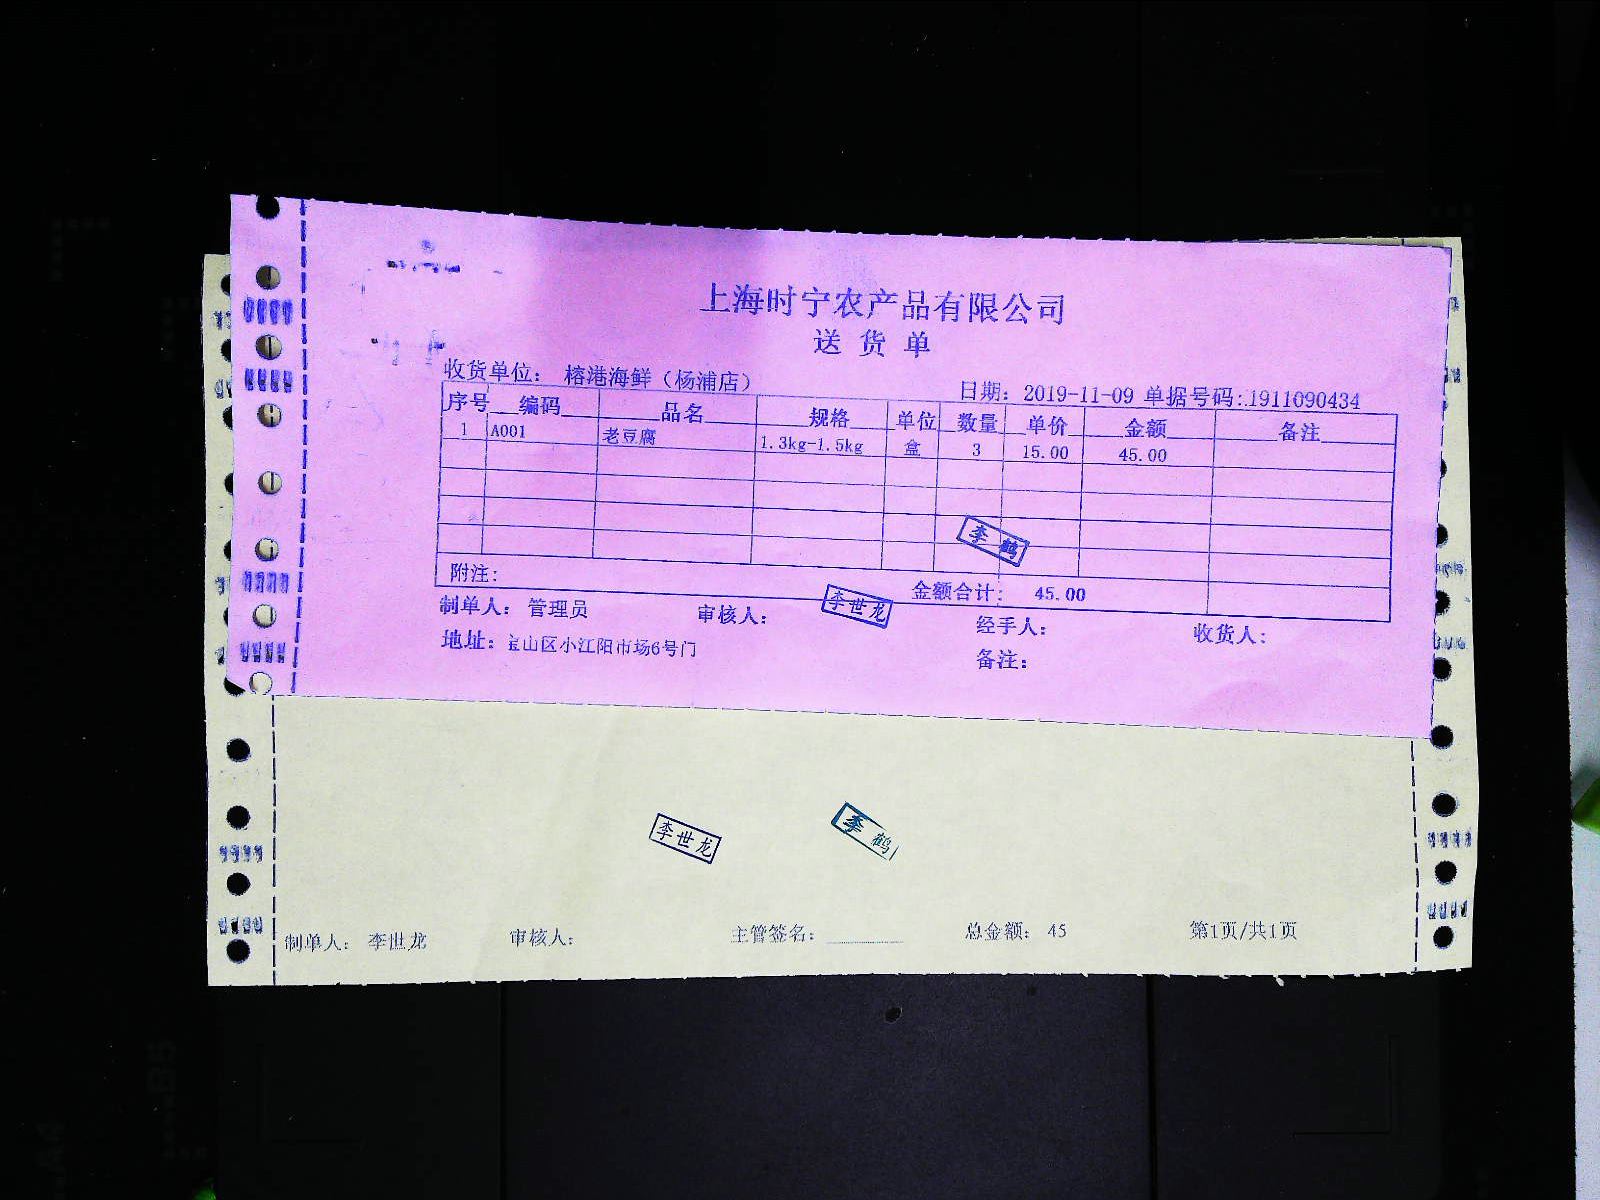 上海时宁农产品有限公司
送货单
收货单位：榕港海鲜（杨浦店） 日期：2019-11-09 单据号码:1911090434
序号 编码 品名 规格 单位 数量 单价 金额 备注
1 A001 老豆腐 1.3kg-1.5kg 盒 3 15.00 45.00
李鹤
附注: 金额合计: 45.00
制单人：管理员 审核人： 李世龙 经手人： 收货人：
地址：宝山区小江阳市场6号门 备注：
李世龙 李鹤
制单人：李世龙 审核人： 主管签名： 总金额：45 第1页/共1页